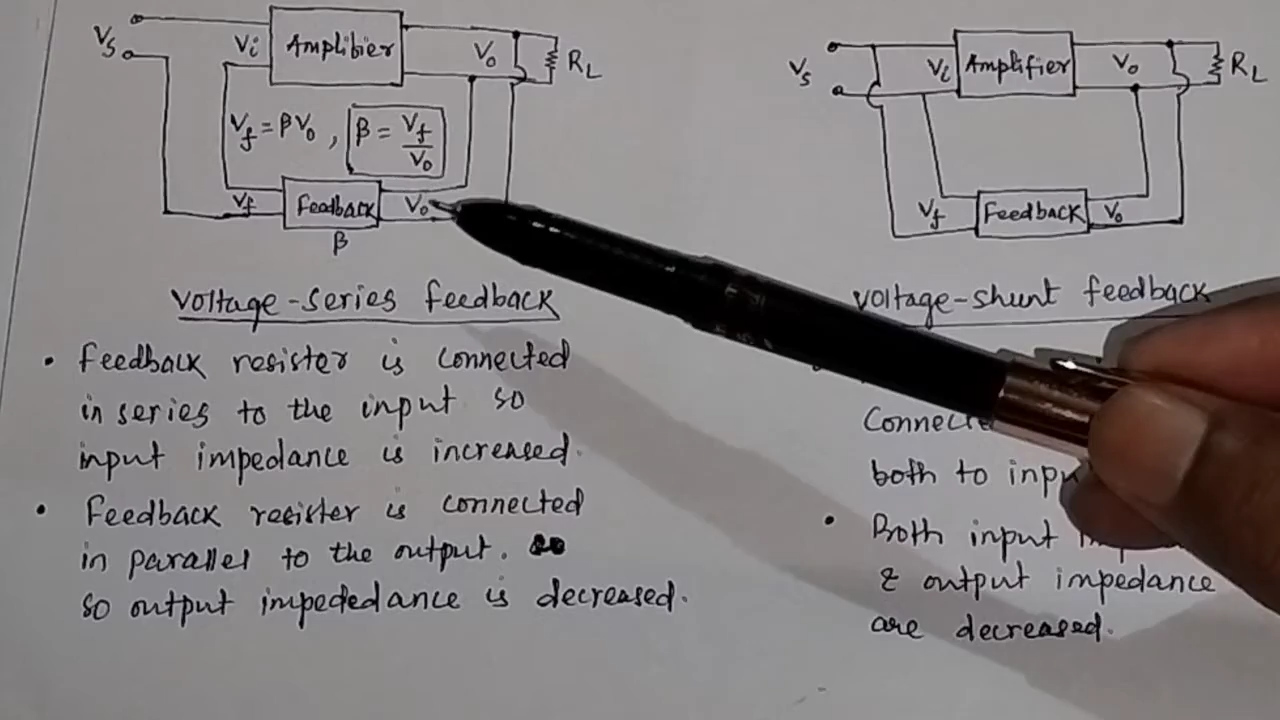 Vs Vi Amplibier Vo RL
Vf = βVo , β = Vf/Vo
Vf Feedback Vo
β
Voltage-series feedback
• Feedback resister is connected
in series to the input so
input impedance is increased.
• Feedback resister is connected
in parallel to the output.
so output impededance is decreased.
Vs Vi Amplifier Vo RL
Vf Feedback Vo
Voltage-shunt feedback
both to
• Both input
& output impedance
are decreased.